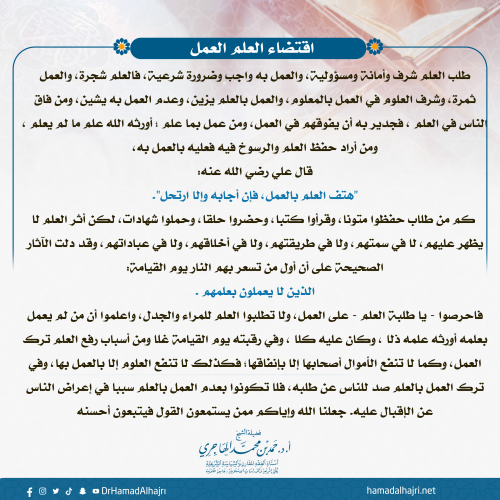 اقتضاء العلم العمل
طلب العلم شرف وأمانة ومسؤولية، والعمل به واجب وضرورة شرعية، فالعلم شجرة، والعمل
ثمرة، وشرف العلوم في العمل بالمعلوم، والعمل بالعلم يزين، وعدم العمل به يشين، ومن فاق
الناس في العلم ، فجدير به أن يفوقهم في العمل، ومن عمل بما علم ؛ أورثه الله علم ما لم يعلم ،
ومن أراد حفظ العلم والرسوخ فيه فعليه بالعمل به،
قال علي رضي الله عنه:
"هتف العلم بالعمل، فإن أجابه وإلا ارتحل".
كم من طلاب حفظوا متونا، وقرأوا كتبا، وحضروا حلقا، وحملوا شهادات، لكن أثر العلم لا
يظهر عليهم، لا في سمتهم، ولا في طريقتهم، ولا في أخلاقهم، ولا في عباداتهم، وقد دلت الآثار
الصحيحة على أن أول من تسعر بهم النار يوم القيامة:
الذين لا يعملون بعلمهم .
فاحرصوا - يا طلبة العلم - على العمل، ولا تطلبوا العلم للمراء والجدل، واعلموا أن من لم يعمل
بعلمه أورثه علمه ذلا ، وكان عليه كلا ، وفي رقبته يوم القيامة غلا ومن أسباب رفع العلم ترك
العمل، وكما لا تنفع الأموال أصحابها إلا بإنفاقها؛ فكذلك لا تنفع العلوم إلا بالعمل بها، وفي
ترك العمل بالعلم صد للناس عن طلبه، فلا تكونوا بعدم العمل بالعلم سببا في إعراض الناس
عن الإقبال عليه. جعلنا الله وإياكم ممن يستمعون القول فيتبعون أحسنه
فضيلة الشيخ
أ.د. حمد بن محمد الهاجري
DrHamadAlhajri
hamadalhajri.net